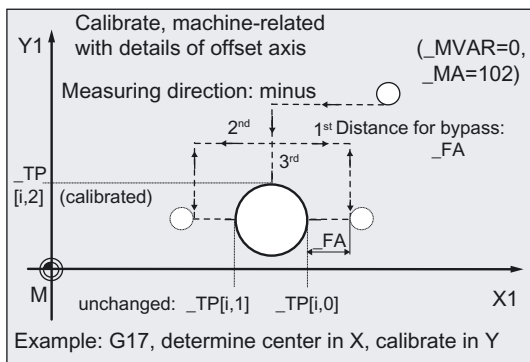 Y1
Calibrate, machine-related
with details of offset axis
(_MVAR=0,
_MA=102)
Measuring direction: minus
2nd
1st Distance for bypass:
_FA
3rd
_TP
[i,2]
(calibrated)
_FA
M
unchanged: _TP[i,1]
_TP[i,0]
X1
Example: G17, determine center in X, calibrate in Y